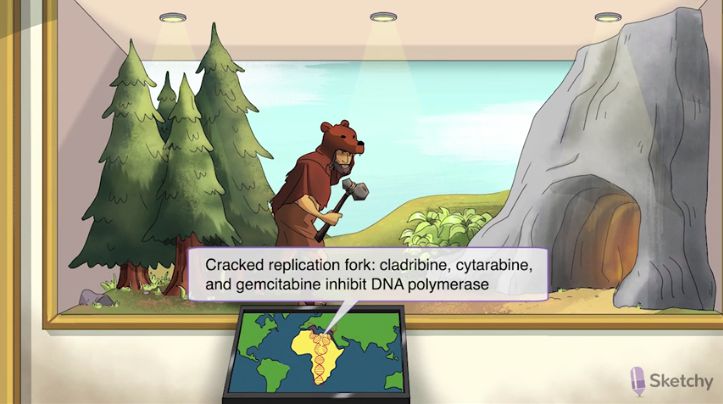 Cracked replication fork: cladribine, cytarabine,
and gemcitabine inhibit DNA polymerase
Sketchy